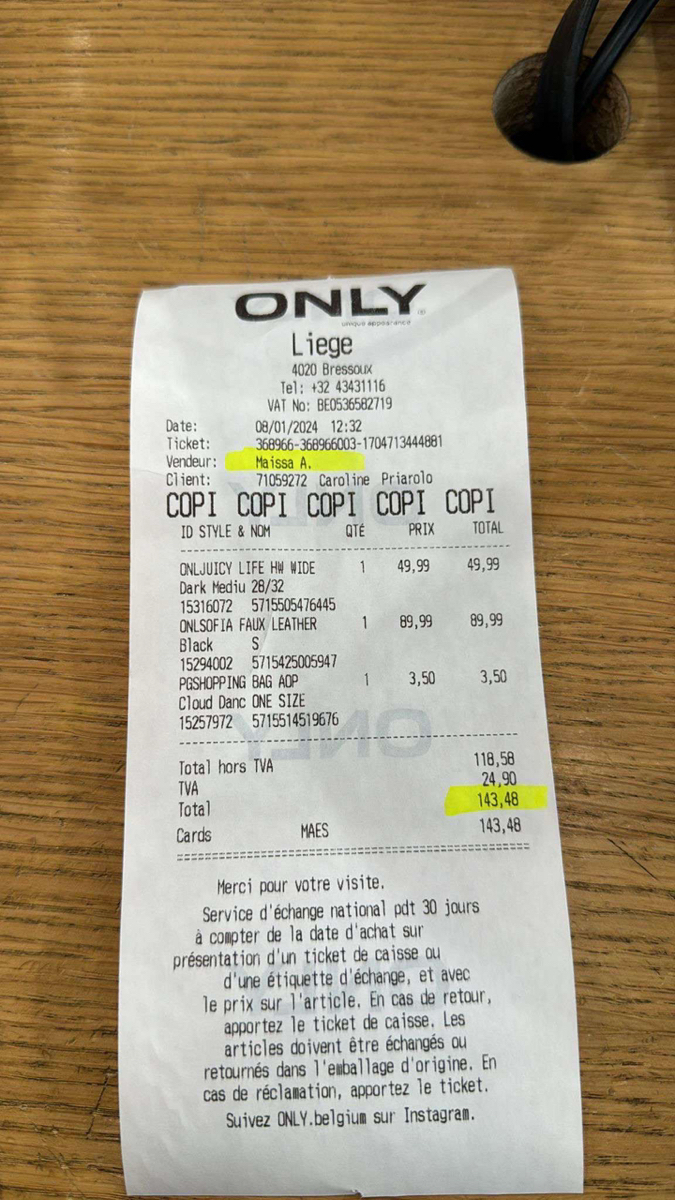 ONLY
unique appearance
Liege
4020 Bressoux
Tel: +32 43431116
VAT No: BE0536582719
Date: 08/01/2024 12:32
Ticket: 368966-368966003-1704713444881
Vendeur: Maissa A.
Client: 71059272 Caroline Priarolo
COPI COPI COPI COPI COPI
ID STYLE & NOM QTÉ PRIX TOTAL
ONLJUICY LIFE HW WIDE 1 49,99 49,99
Dark Mediu 28/32
15316072 5715505476445
ONLSOFIA FAUX LEATHER 1 89,99 89,99
Black S
15294002 5715425005947
PGSHOPPING BAG AOP 1 3,50 3,50
Cloud Danc ONE SIZE
15257972 5715514519676
Total hors TVA 118,58
TVA 24,90
Total 143,48
Cards MAES 143,48
Merci pour votre visite.
Service d'échange national pdt 30 jours
à compter de la date d'achat sur
présentation d'un ticket de caisse ou
d'une étiquette d'échange, et avec
le prix sur l'article. En cas de retour,
apportez le ticket de caisse. Les
articles doivent être échangés ou
retournés dans l'emballage d'origine. En
cas de réclamation, apportez le ticket.
Suivez ONLY.belgium sur Instagram.